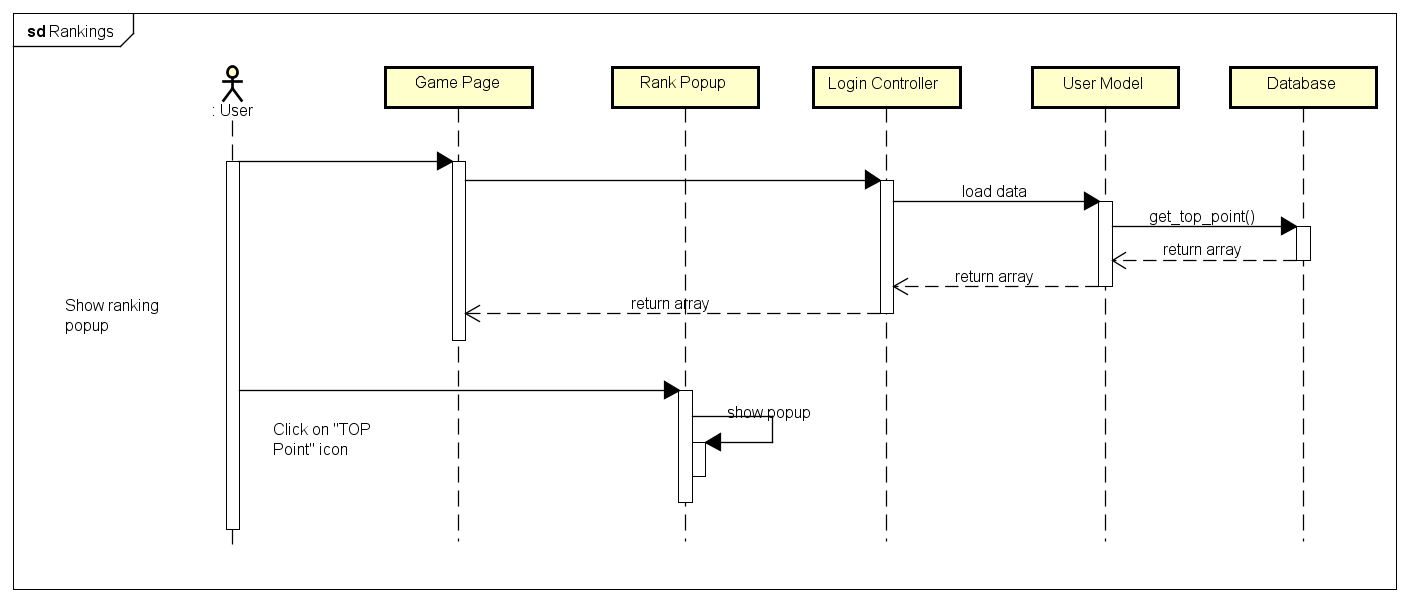 sd Rankings
: User
Game Page
Rank Popup
Login Controller
User Model
Database
load data
get_top_point()
return array
return array
return array
Show ranking
popup
show popup
Click on "TOP
Point" icon